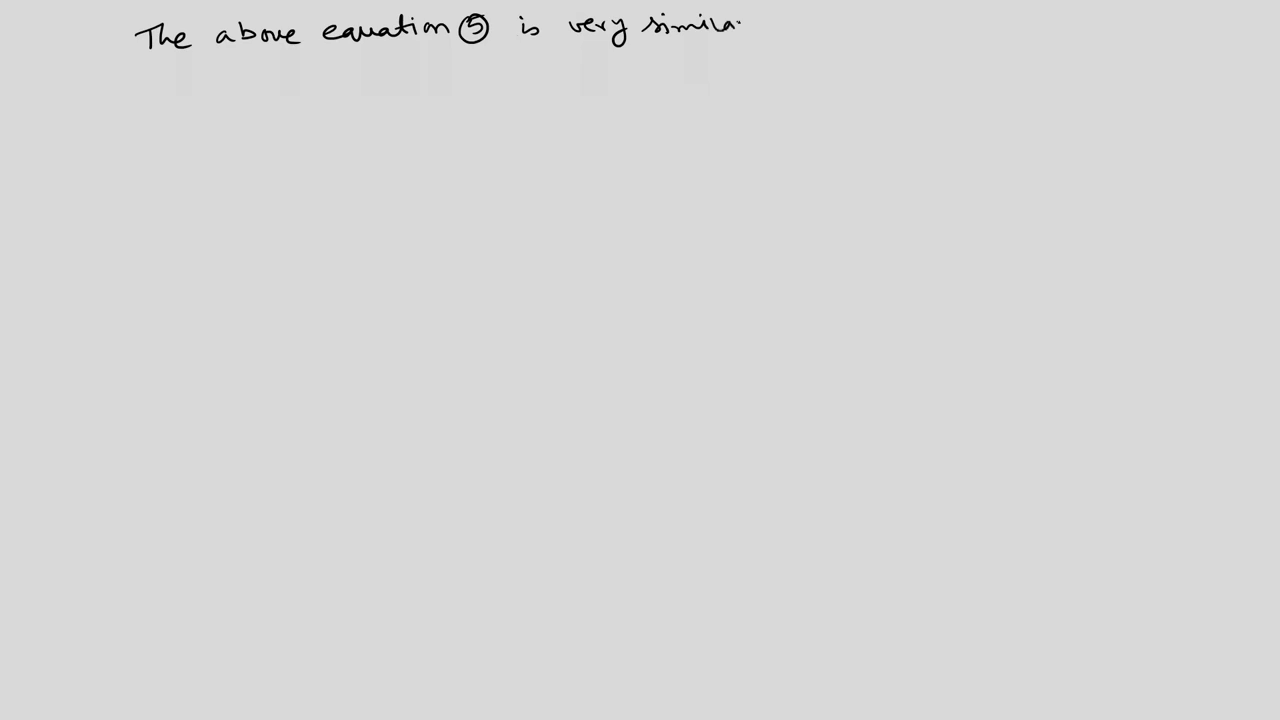 The above equation ⑤ is very simila